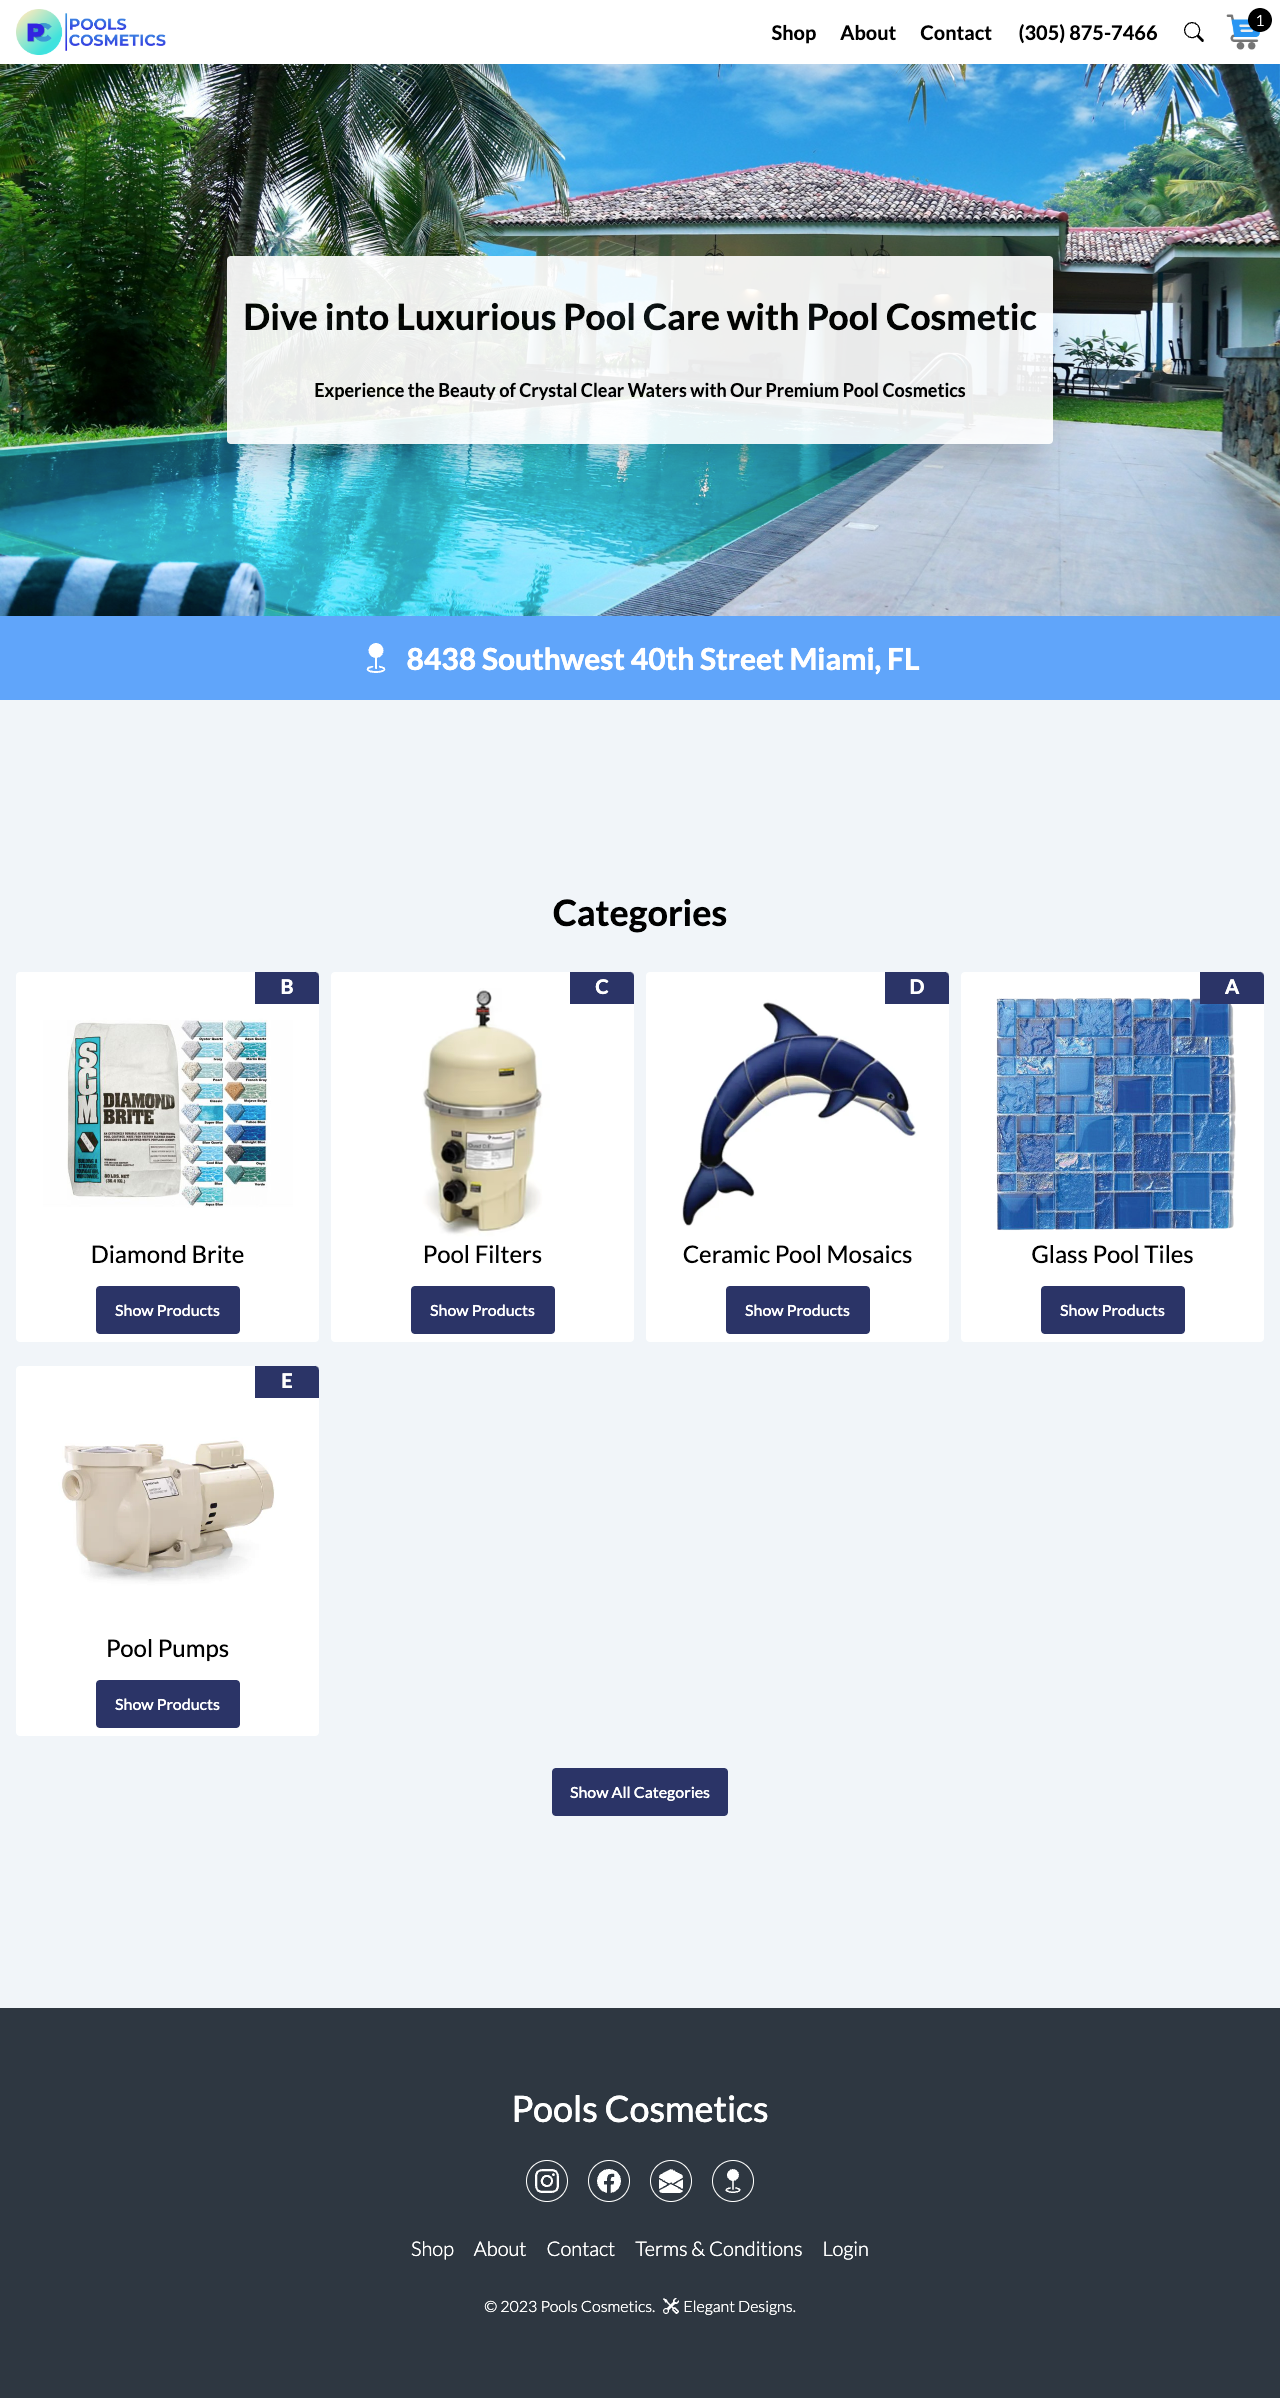 PC POOLS
COSMETICS
Shop About Contact (305) 875-7466 1
Dive into Luxurious Pool Care with Pool Cosmetic
Experience the Beauty of Crystal Clear Waters with Our Premium Pool Cosmetics
8438 Southwest 40th Street Miami, FL
Categories
B
SGM
DIAMOND
BRITE
Diamond Brite
Show Products
C
Pool Filters
Show Products
D
Ceramic Pool Mosaics
Show Products
A
Glass Pool Tiles
Show Products
E
Pool Pumps
Show Products
Show All Categories
Pools Cosmetics
Shop About Contact Terms & Conditions Login
© 2023 Pools Cosmetics. Elegant Designs.